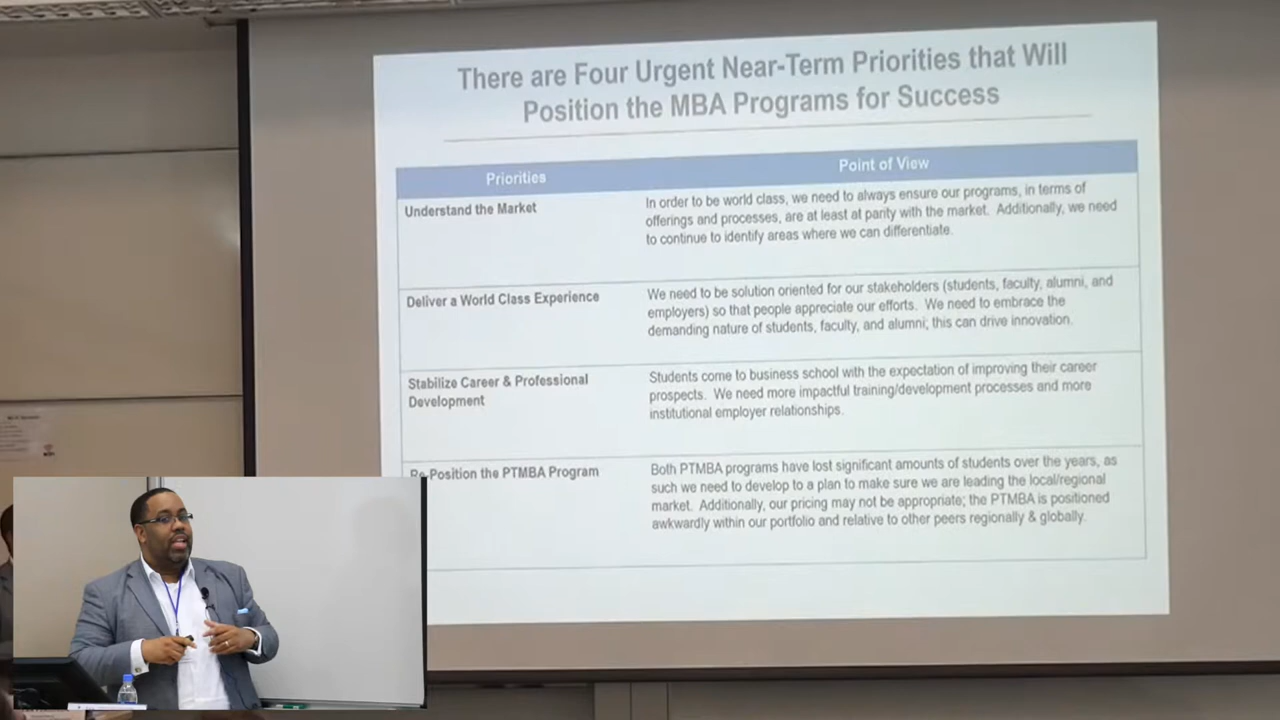 There are Four Urgent Near-Term Priorities that Will
Position the MBA Programs for Success
Priorities
Point of View
Understand the Market
In order to be world class, we need to always ensure our programs, in terms of
offerings and processes, are at least at parity with the market. Additionally, we need
to continue to identify areas where we can differentiate.
Deliver a World Class Experience
We need to be solution oriented for our stakeholders (students, faculty, alumni, and
employers) so that people appreciate our efforts. We need to embrace the
demanding nature of students, faculty, and alumni; this can drive innovation.
Stabilize Career & Professional
Development
Students come to business school with the expectation of improving their career
prospects. We need more impactful training/development processes and more
institutional employer relationships.
Re-Position the PTMBA Program
Both PTMBA programs have lost significant amounts of students over the years, as
such we need to develop to a plan to make sure we are leading the local/regional
market. Additionally, our pricing may not be appropriate; the PTMBA is positioned
awkwardly within our portfolio and relative to other peers regionally & globally.